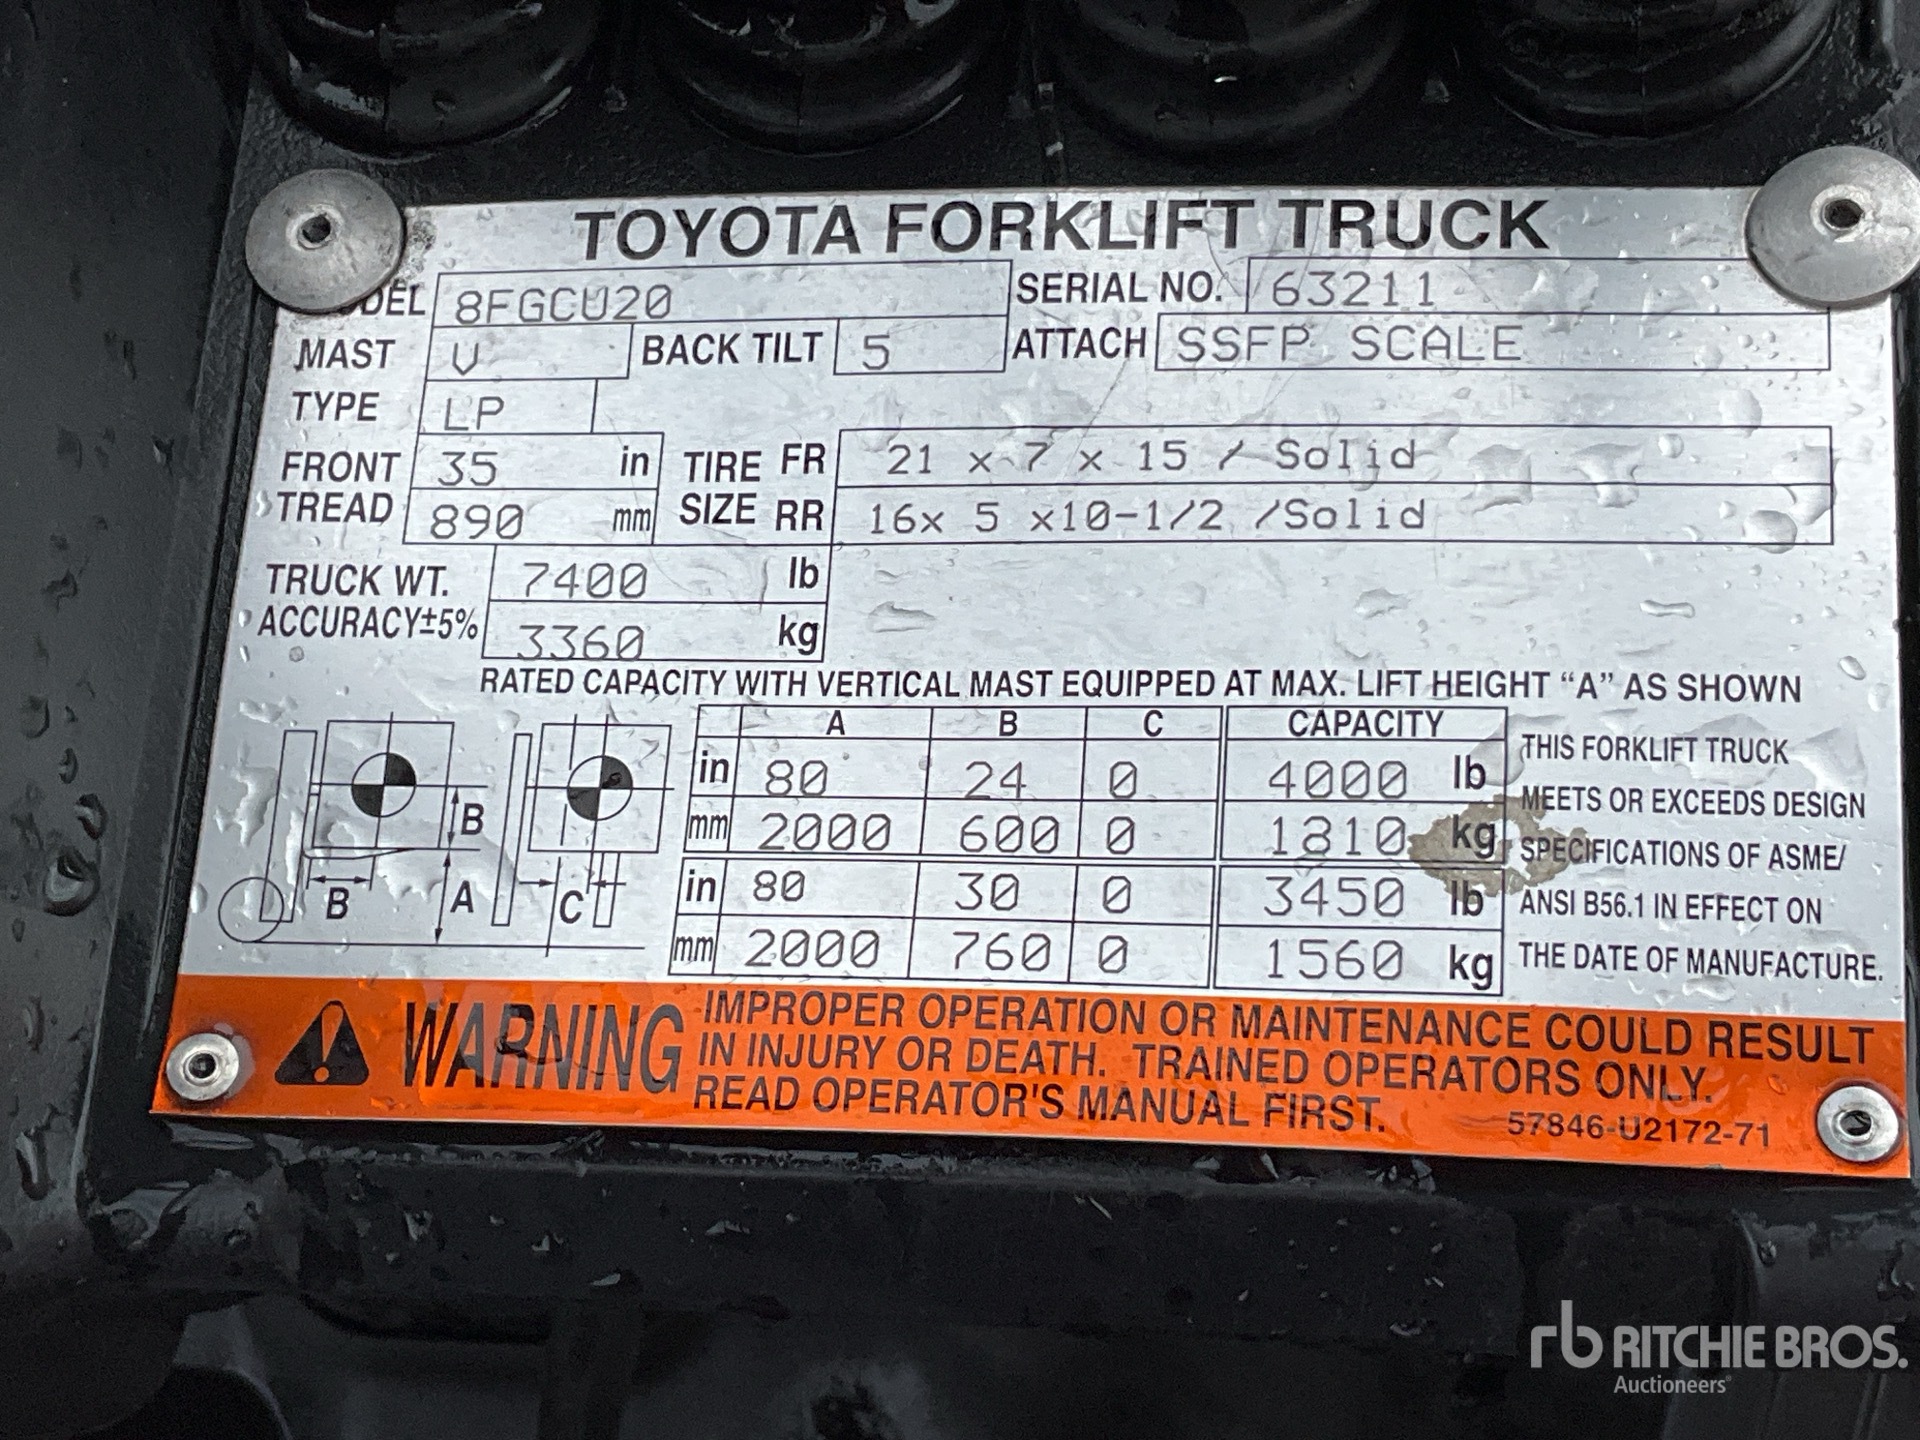 TOYOTA FORKLIFT TRUCK
MODEL 8FGCU20 SERIAL NO. 63211
MAST V BACK TILT 5 ATTACH SSFP SCALE
TYPE LP
FRONT TREAD 35 in TIRE SIZE FR 21 x 7 x 15 / Solid
890 mm RR 16x 5 x10-1/2 /Solid
TRUCK WT. 7400 lb
ACCURACY±5% 3360 kg
RATED CAPACITY WITH VERTICAL MAST EQUIPPED AT MAX. LIFT HEIGHT "A" AS SHOWN
A B C CAPACITY
in 80 24 0 4000 lb
mm 2000 600 0 1810 kg
in 80 30 0 3450 lb
mm 2000 760 0 1560 kg
B
B A C
THIS FORKLIFT TRUCK
MEETS OR EXCEEDS DESIGN
SPECIFICATIONS OF ASME/
ANSI B56.1 IN EFFECT ON
THE DATE OF MANUFACTURE.
WARNING
IMPROPER OPERATION OR MAINTENANCE COULD RESULT
IN INJURY OR DEATH. TRAINED OPERATORS ONLY.
READ OPERATOR'S MANUAL FIRST.
57846-U2172-71
rb RITCHIE BROS.
Auctioneers